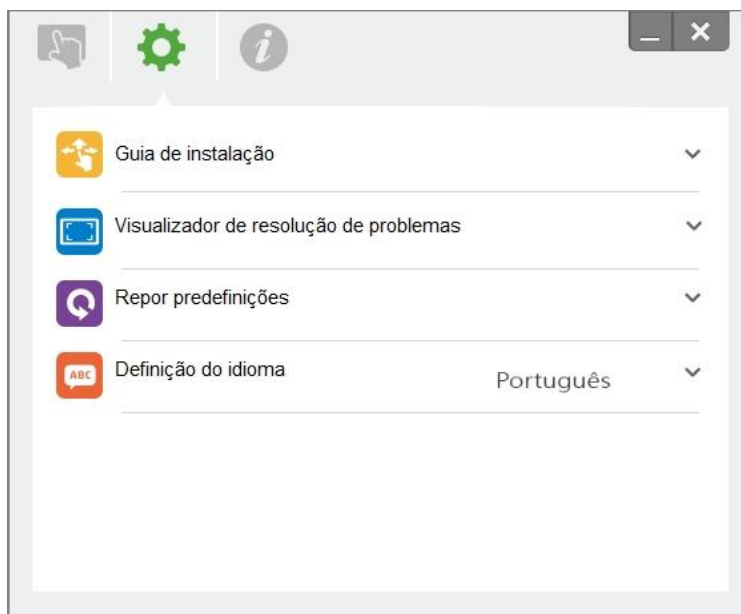 Guia de instalação
Visualizador de resolução de problemas
Repor predefinições
ABC
Definição do idioma
Português